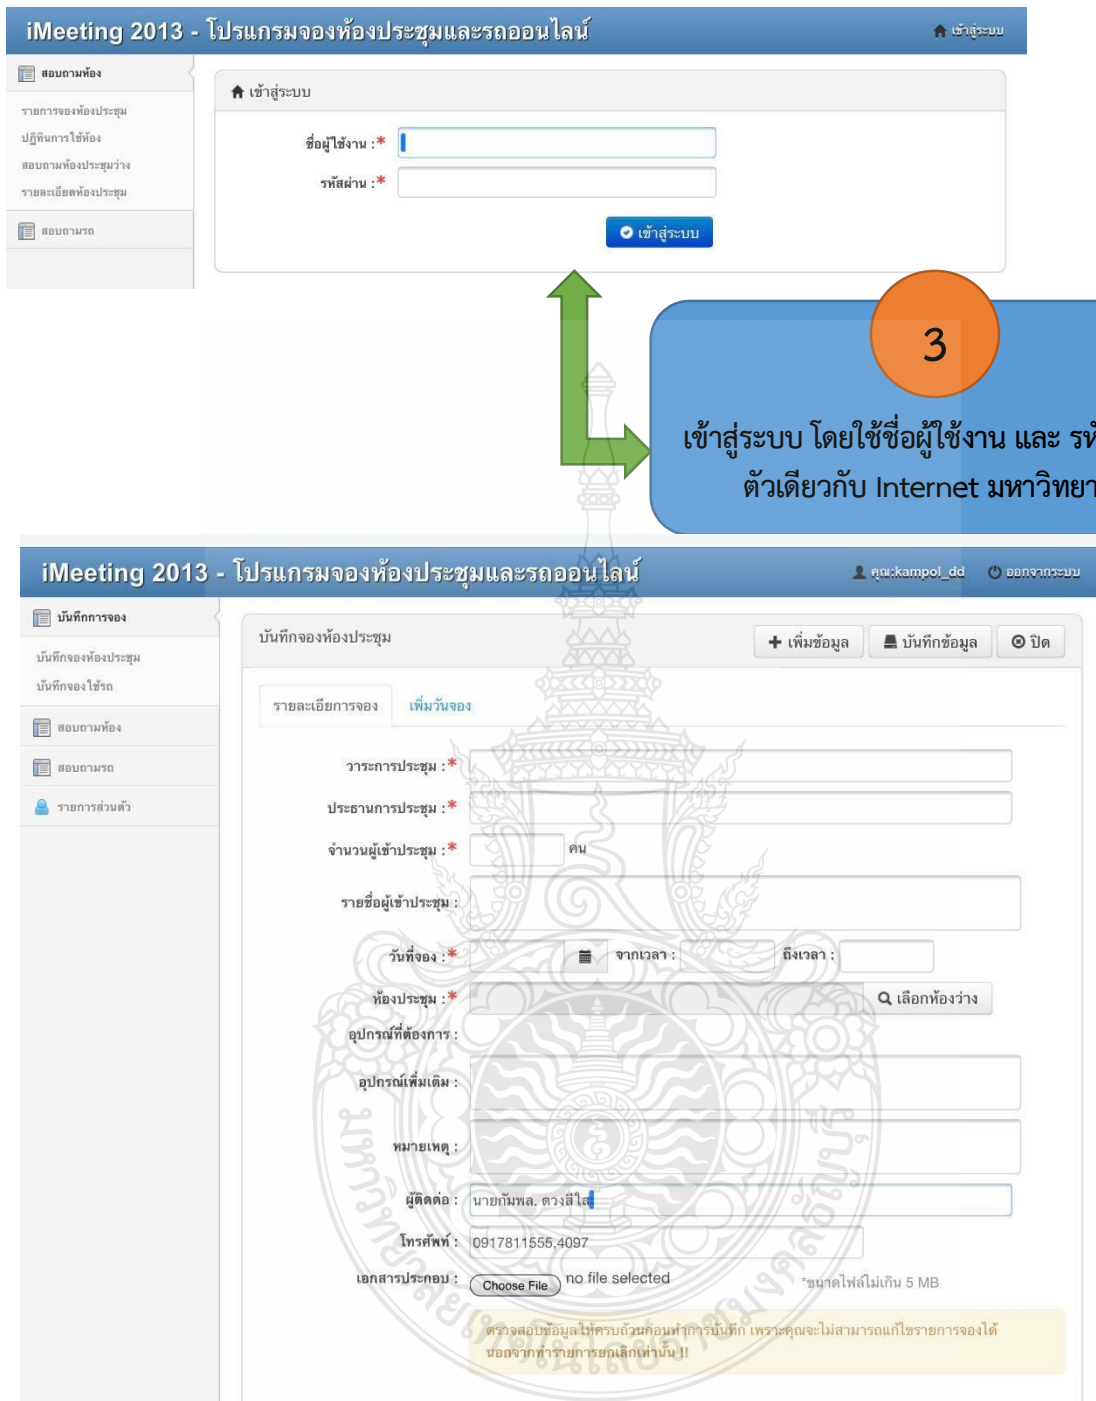 iMeeting 2013 - โปรแกรมจองห้องประชุมและรถออนไลน์
เข้าสู่ระบบ
สอบถามห้อง
รายการจองห้องประชุม
ปฏิทินการใช้ห้อง
สอบถามห้องประชุมว่าง
รายละเอียดห้องประชุม
สอบถามรถ
เข้าสู่ระบบ
ชื่อผู้ใช้งาน :*
รหัสผ่าน :*
เข้าสู่ระบบ
3
เข้าสู่ระบบ โดยใช้ชื่อผู้ใช้งาน และ
ตัวเดียวกับ Internet
iMeeting 2013 - โปรแกรมจองห้องประชุมและรถออนไลน์
คุณ:kampol_dd ออกจากระบบ
บันทึกการจอง
บันทึกจองห้องประชุม
บันทึกจองใช้รถ
สอบถามห้อง
สอบถามรถ
รายการส่วนตัว
บันทึกจองห้องประชุม
เพิ่มข้อมูล บันทึกข้อมูล ปิด
รายละเอียการจอง เพิ่มวันจอง
วาระการประชุม :*
ประธานการประชุม :*
จำนวนผู้เข้าประชุม :* คน
รายชื่อผู้เข้าประชุม :
วันที่จอง :* จากเวลา : ถึงเวลา :
ห้องประชุม :* เลือกห้องว่าง
อุปกรณ์ที่ต้องการ :
อุปกรณ์เพิ่มเติม :
หมายเหตุ :
ผู้ติดต่อ : นายกัมพล. ดวงสีใส
โทรศัพท์ : 0917811555,4097
เอกสารประกอบ : Choose File no file selected *ขนาดไฟล์ไม่เกิน 5 MB
ตรวจสอบข้อมูลให้ครบถ้วนก่อนทำการบันทึก เพราะคุณจะไม่สามารถแก้ไขรายการจองได้
นอกจากทำรายการยกเลิกเท่านั้น !!
มหาวิทยาลัยเทคโนโลยีราชมงคลธัญบุรี